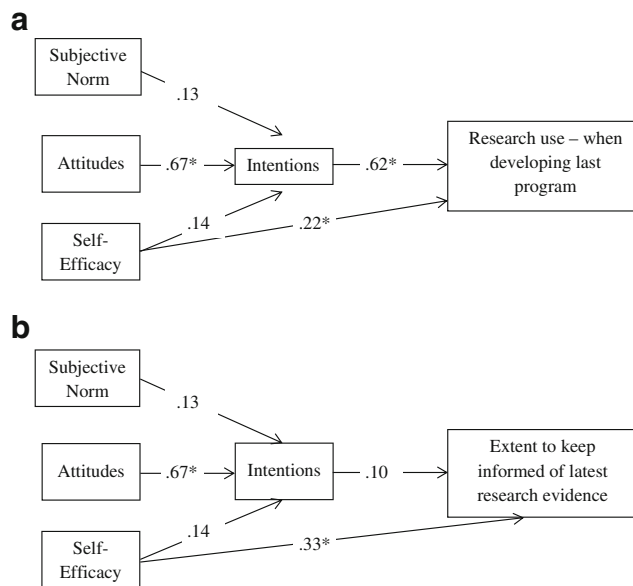 a
Subjective
Norm
.13
Attitudes
.67*
Intentions
.62*
Research use – when
developing last
program
Self-
Efficacy
.14
.22*
b
Subjective
Norm
.13
Attitudes
.67*
Intentions
.10
Extent to keep
informed of latest
research evidence
Self-
Efficacy
.14
.33*